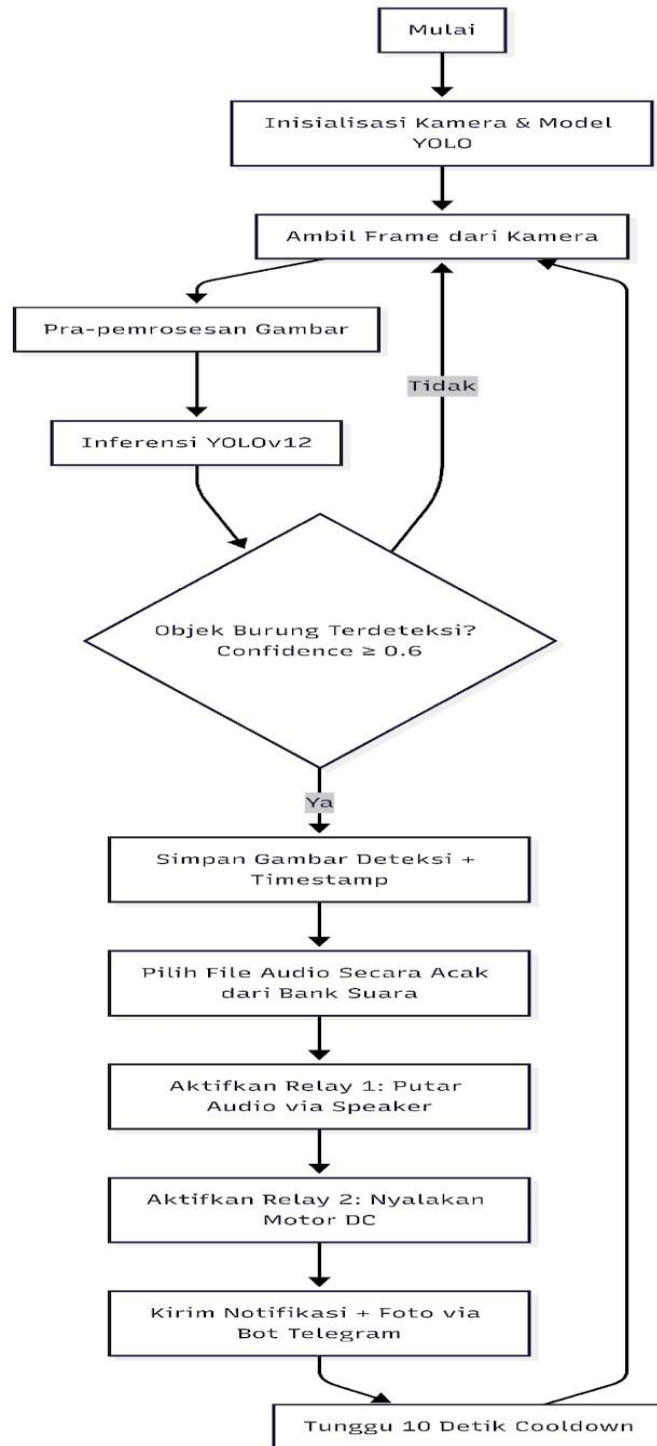 Mulai
Inisialisasi Kamera & Model
YOLO
Ambil Frame dari Kamera
Pra-pemrosesan Gambar
Tidak
Inferensi YOLOv12
Objek Burung Terdeteksi?
Confidence ≥ 0.6
Ya
Simpan Gambar Deteksi +
Timestamp
Pilih File Audio Secara Acak
dari Bank Suara
Aktifkan Relay 1: Putar
Audio via Speaker
Aktifkan Relay 2: Nyalakan
Motor DC
Kirim Notifikasi + Foto via
Bot Telegram
Tunggu 10 Detik Cooldown